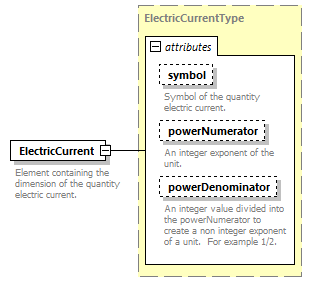 ElectricCurrentType
attributes
symbol
Symbol of the quantity
electric current.
powerNumerator
An integer exponent of the
unit.
ElectricCurrent
Element containing the
dimension of the quantity
electric current.
powerDenominator
An integer value divided into
the powerNumerator to
create a non integer exponent
of a unit.  For example 1/2.